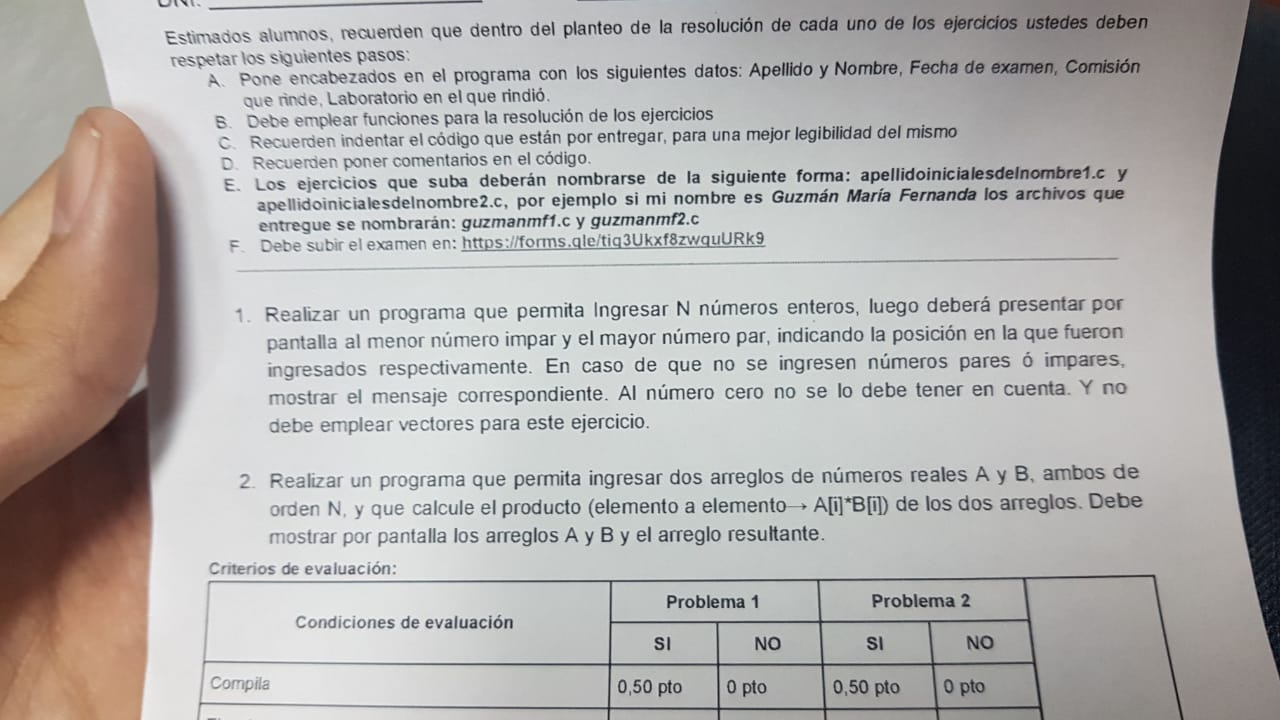 DNI:
Estimados alumnos, recuerden que dentro del planteo de la resolución de cada uno de los ejercicios ustedes deben
respetar los siguientes pasos:
A. Pone encabezados en el programa con los siguientes datos: Apellido y Nombre, Fecha de examen, Comisión
que rinde, Laboratorio en el que rindió.
B. Debe emplear funciones para la resolución de los ejercicios
C. Recuerden indentar el código que están por entregar, para una mejor legibilidad del mismo
D. Recuerden poner comentarios en el código.
E. Los ejercicios que suba deberán nombrarse de la siguiente forma: apellidoinicialesdelnombre1.c y
apellidoinicialesdelnombre2.c, por ejemplo si mi nombre es Guzmán María Fernanda los archivos que
entregue se nombrarán: guzmanmf1.c y guzmanmf2.c
F. Debe subir el examen en: https://forms.gle/tiq3Ukxf8zwquURk9
1. Realizar un programa que permita Ingresar N números enteros, luego deberá presentar por
pantalla al menor número impar y el mayor número par, indicando la posición en la que fueron
ingresados respectivamente. En caso de que no se ingresen números pares ó impares,
mostrar el mensaje correspondiente. Al número cero no se lo debe tener en cuenta. Y no
debe emplear vectores para este ejercicio.
2. Realizar un programa que permita ingresar dos arreglos de números reales A y B, ambos de
orden N, y que calcule el producto (elemento a elemento→ A[i]*B[i]) de los dos arreglos. Debe
mostrar por pantalla los arreglos A y B y el arreglo resultante.
Criterios de evaluación:
Condiciones de evaluación Problema 1 Problema 2
SI NO SI NO
Compila 0,50 pto 0 pto 0,50 pto 0 pto